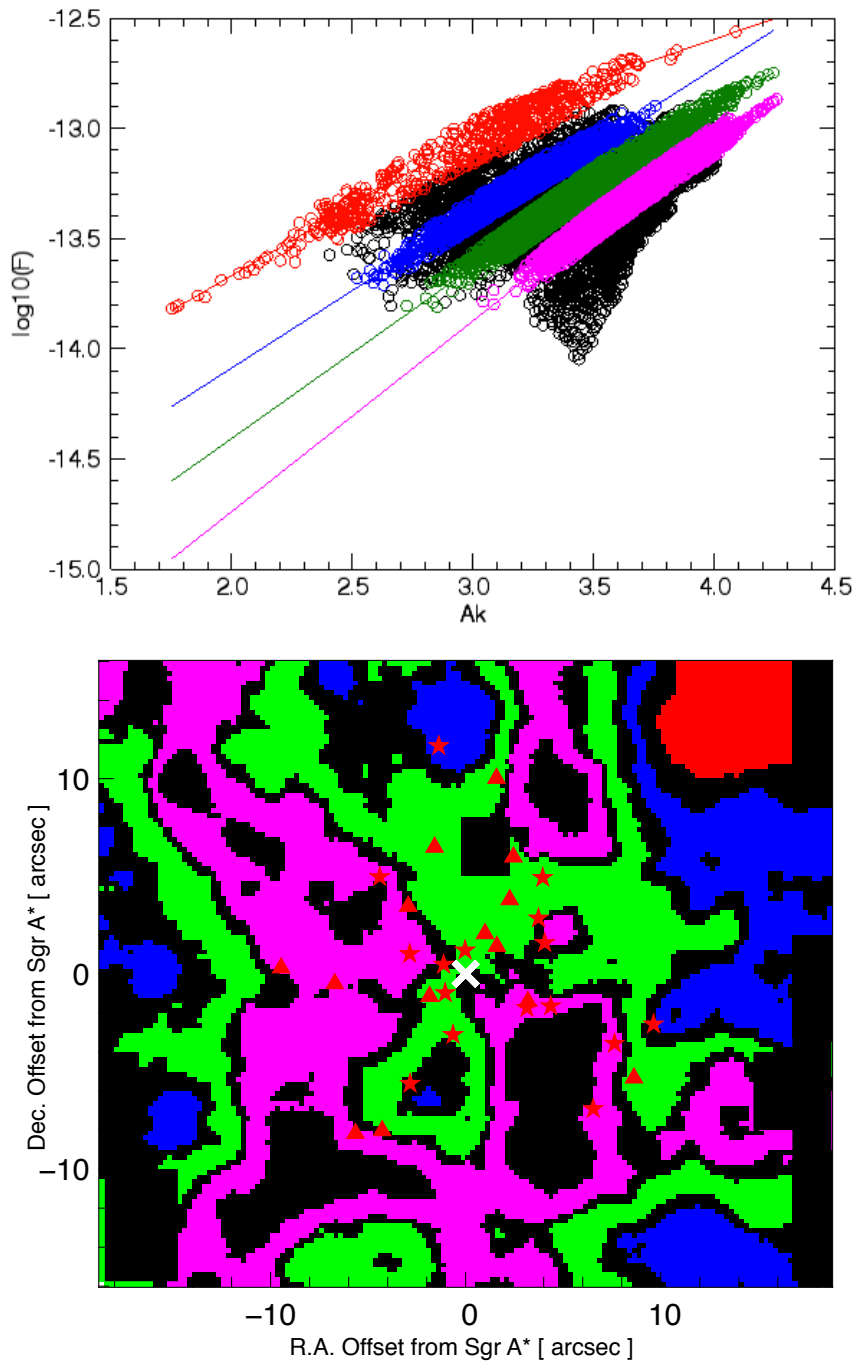 -12.5
-13.0
-13.5
-14.0
-14.5
-15.0
log10(F)
1.5 2.0 2.5 3.0 3.5 4.0 4.5
Ak
10
0
−10
Dec. Offset from Sgr A* [ arcsec ]
−10 0 10
R.A. Offset from Sgr A* [ arcsec ]